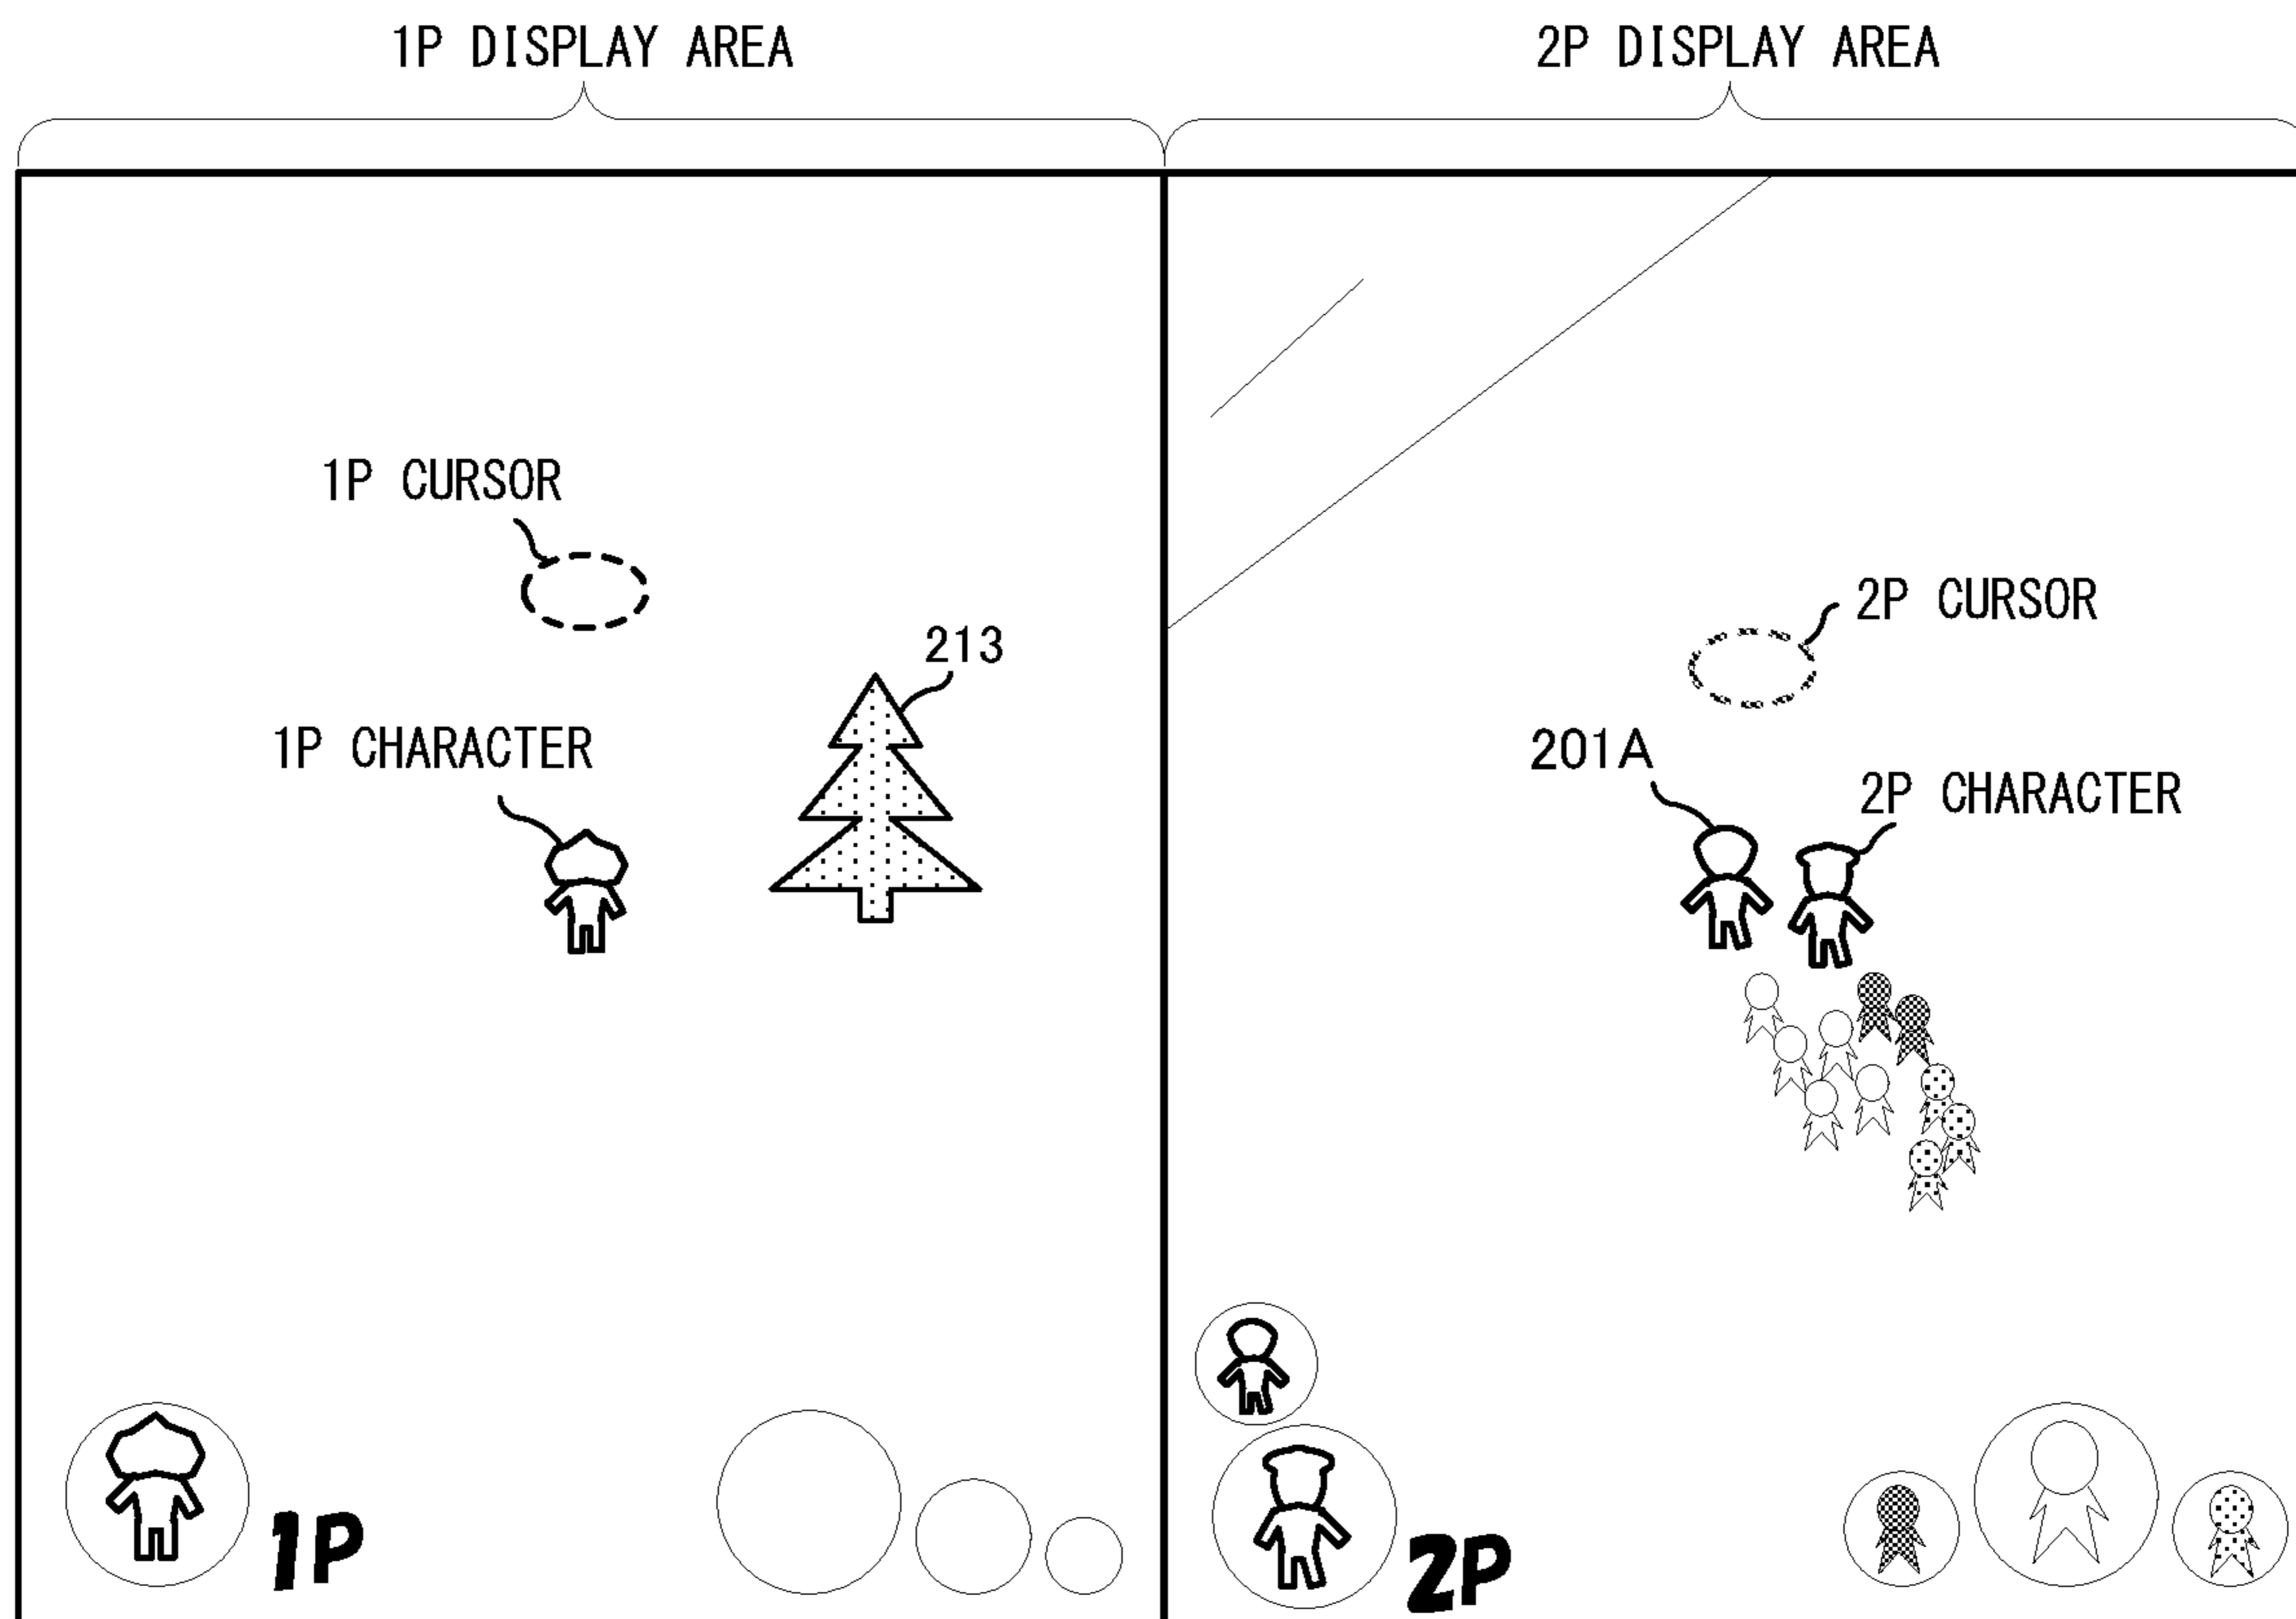 1P DISPLAY AREA
2P DISPLAY AREA
1P CURSOR
2P CURSOR
213
1P CHARACTER
201A
2P CHARACTER
1P
2P